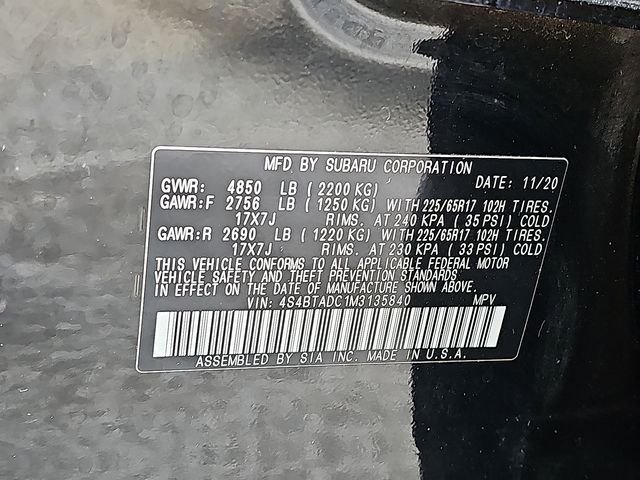 MFD. BY SUBARU CORPORATION
GVWR: 4850 LB ( 2200 KG) DATE: 11/20
GAWR:F 2756 LB ( 1250 KG) WITH 225/65R17 102H TIRES.
17X7J RIMS. AT 240 KPA ( 35 PSI) COLD
GAWR:R 2690 LB ( 1220 KG) WITH 225/65R17 102H TIRES.
17X7J RIMS. AT 230 KPA ( 33 PSI) COLD
THIS VEHICLE CONFORMS TO ALL APPLICABLE FEDERAL MOTOR
VEHICLE SAFETY AND THEFT PREVENTION STANDARDS
IN EFFECT ON THE DATE OF MANUFACTURE SHOWN ABOVE.
VIN: 4S4BTADC1M3135840 MPV
ASSEMBLED BY SIA INC. MADE IN U.S.A.